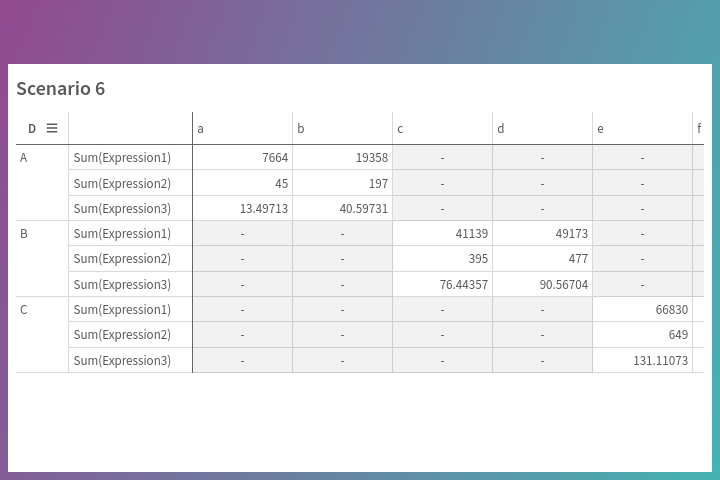 Scenario 6
D a b c d e f
A Sum(Expression1) 7664 19358 - - -
Sum(Expression2) 45 197 - - -
Sum(Expression3) 13.49713 40.59731 - - -
B Sum(Expression1) - - 41139 49173 -
Sum(Expression2) - - 395 477 -
Sum(Expression3) - - 76.44357 90.56704 -
C Sum(Expression1) - - - - 66830
Sum(Expression2) - - - - 649
Sum(Expression3) - - - - 131.11073